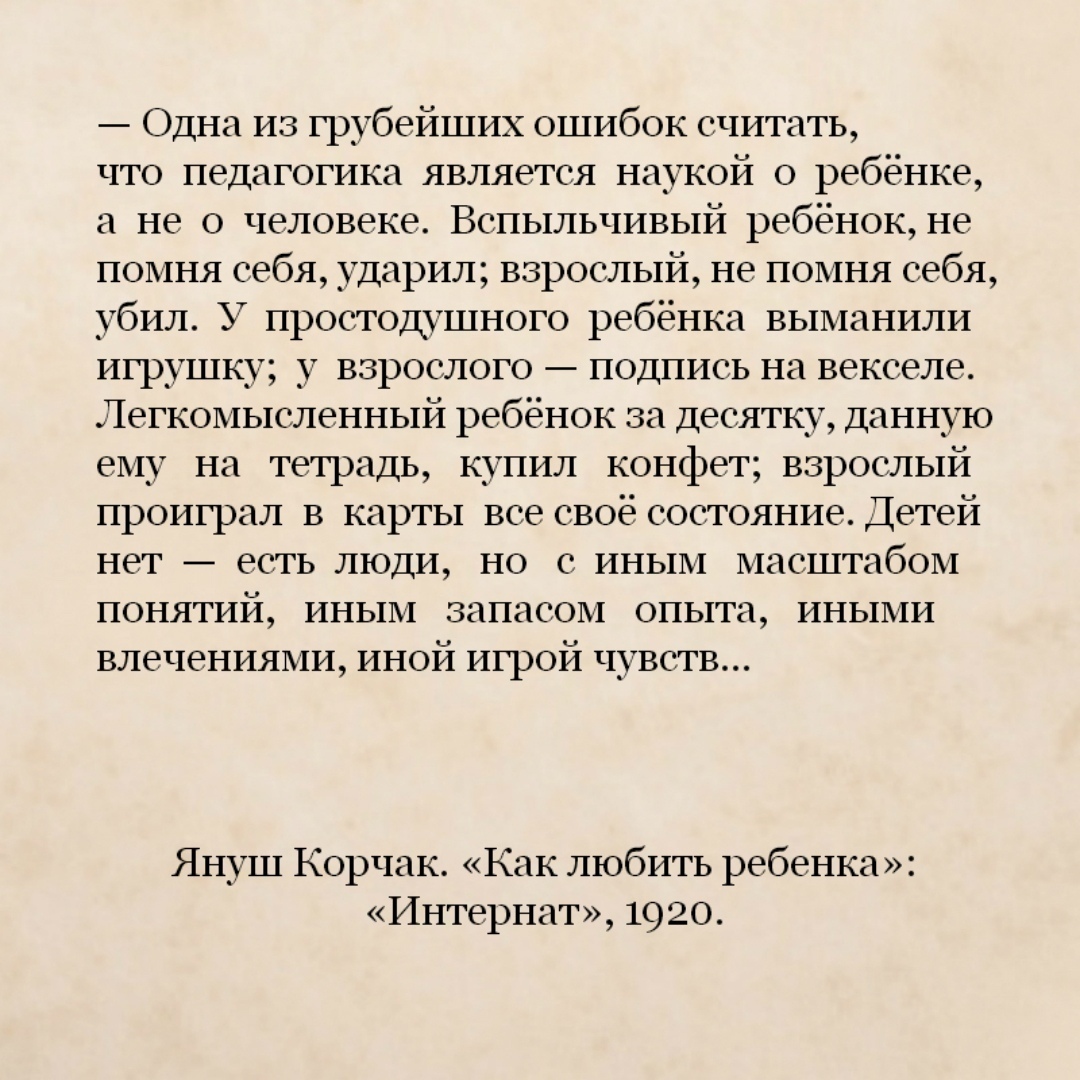 — Одна из грубейших ошибок считать,
что педагогика является наукой о ребёнке,
а не о человеке. Вспыльчивый ребёнок, не
помня себя, ударил; взрослый, не помня себя,
убил. У простодушного ребёнка выманили
игрушку; у взрослого — подпись на векселе.
Легкомысленный ребёнок за десятку, данную
ему на тетрадь, купил конфет; взрослый
проиграл в карты все своё состояние. Детей
нет — есть люди, но с иным масштабом
понятий, иным запасом опыта, иными
влечениями, иной игрой чувств...
Януш Корчак. «Как любить ребенка»:
«Интернат», 1920.